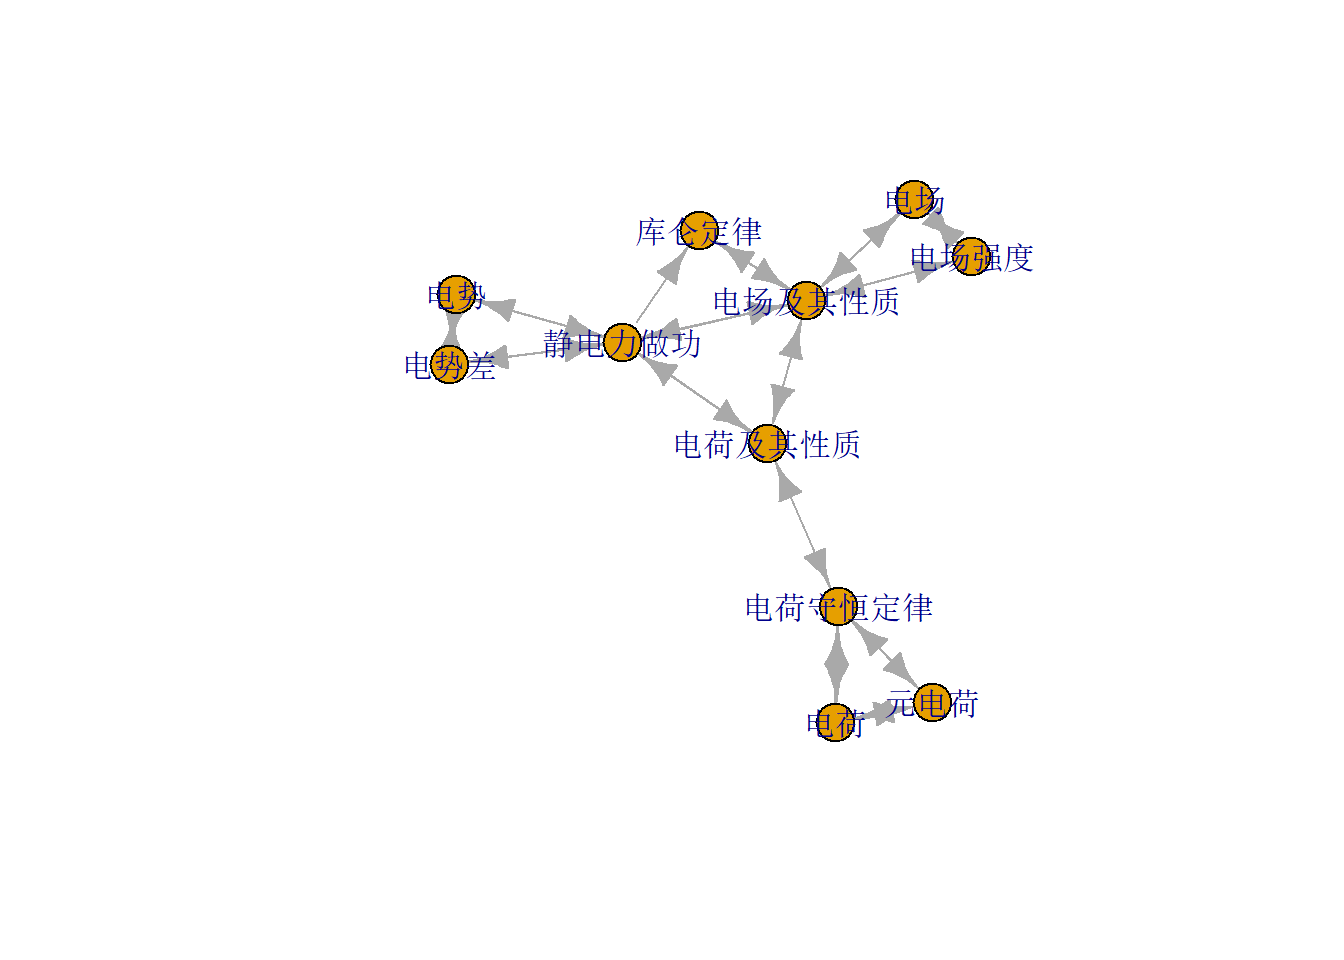 电场
库仑定律
电场强度
电势
电场及其性质
静电力做功
电势差
电荷及其性质
电荷守恒定律
元电荷
电荷